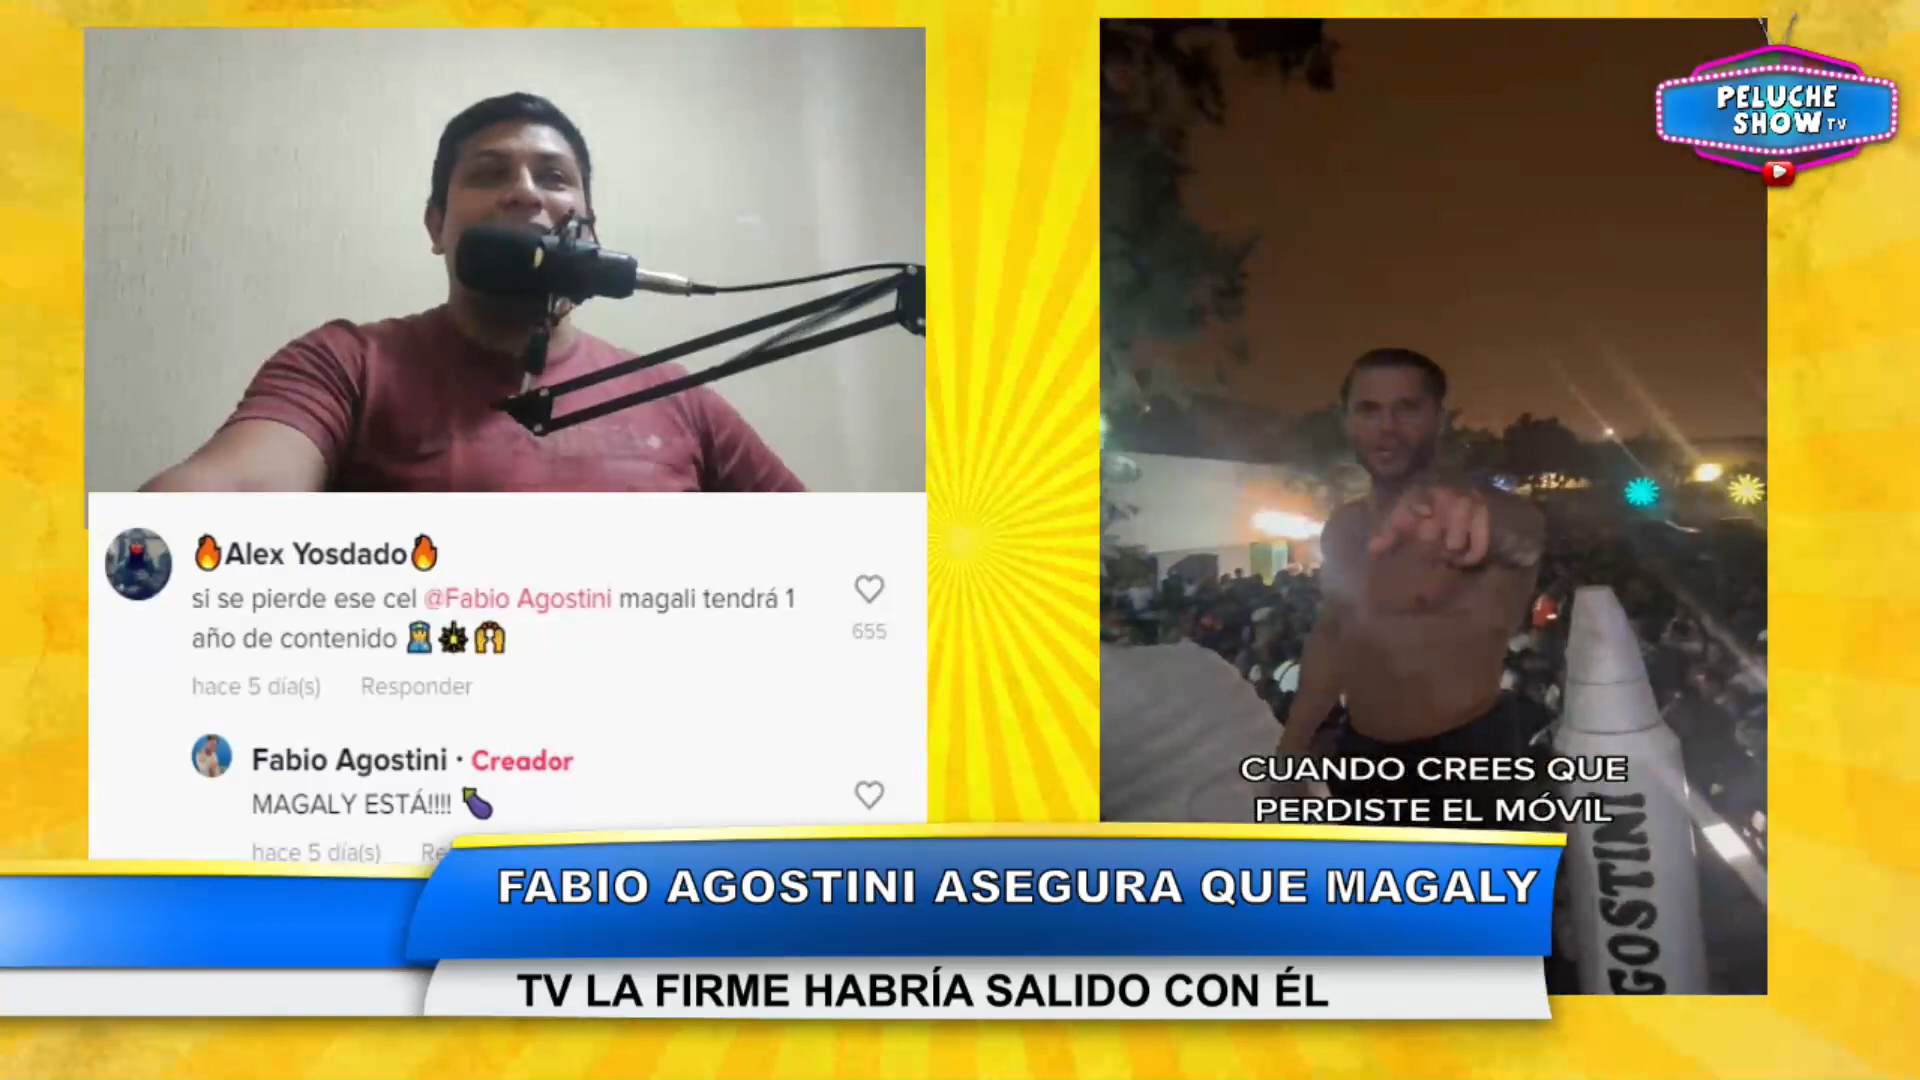 PELUCHE
SHOW TV
🔥Alex Yosdado🔥
si se pierde ese cel @Fabio Agostini magali tendrá 1
año de contenido
655
hace 5 día(s) Responder
Fabio Agostini · Creador
MAGALY ESTÁ!!!! 🍆
hace 5 día(s) Re
CUANDO CREES QUE
PERDISTE EL MÓVIL
GOSTINI
FABIO AGOSTINI ASEGURA QUE MAGALY
TV LA FIRME HABRÍA SALIDO CON ÉL